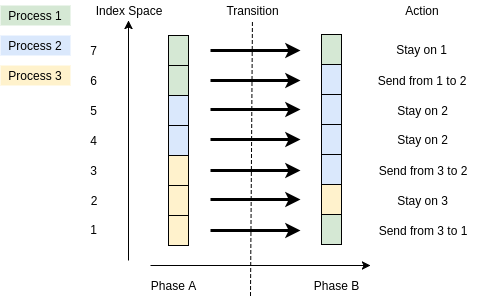 Process 1
Process 2
Process 3
Index Space
Transition
Action
7
Stay on 1
6
Send from 1 to 2
5
Stay on 2
4
Stay on 2
3
Send from 3 to 2
2
Stay on 3
1
Send from 3 to 1
Phase A
Phase B